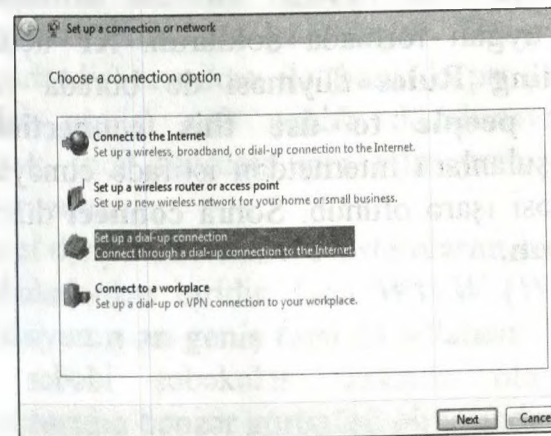 Set up a connection or network
Choose a connection option
Connect to the Internet
Set up a wireless, broadband, or dial-up connection to the Internet.
Set up a wireless router or access point
Set up a new wireless network for your home or small business.
Set up a dial-up connection
Connect through a dial-up connection to the Internet.
Connect to a workplace
Set up a dial-up or VPN connection to your workplace.
Next
Cance